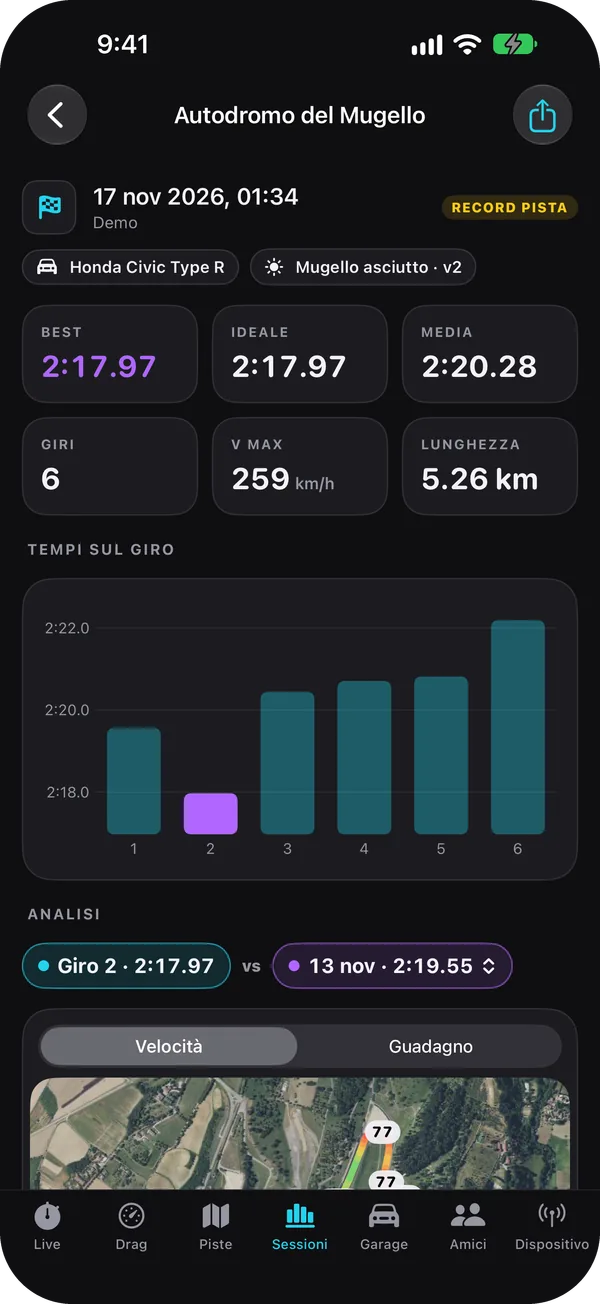 9:41
Autodromo del Mugello
17 nov 2026, 01:34
RECORD PISTA
Demo
Honda Civic Type R
Mugello asciutto · v2
BEST
2:17.97
IDEALE
2:17.97
MEDIA
2:20.28
GIRI
6
V MAX
259 km/h
LUNGHEZZA
5.26 km
TEMPI SUL GIRO
2:22.0
2:20.0
2:18.0
1 2 3 4 5 6
ANALISI
Giro 2 · 2:17.97 vs 13 nov · 2:19.55
Velocità
Guadagno
77
77
Live
Drag
Piste
Sessioni
Garage
Amici
Dispositivo